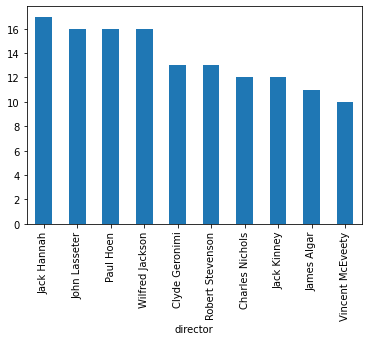 16
14
12
10
8
6
4
2
0
Jack Hannah
John Lasseter
Paul Hoen
Wilfred Jackson
Clyde Geronimi
Robert Stevenson
Charles Nichols
Jack Kinney
James Algar
Vincent McEveety
director